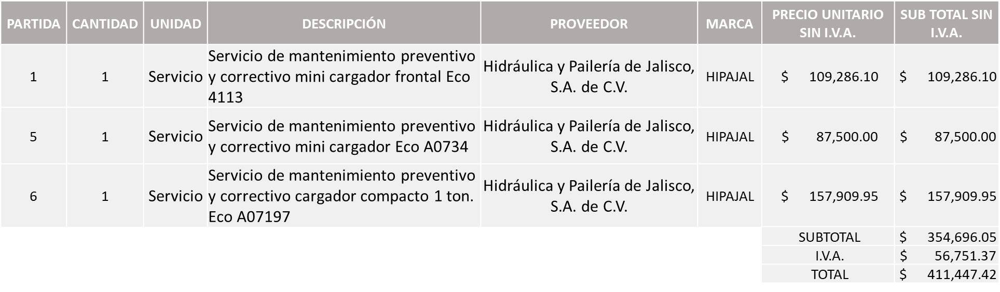 PARTIDA CANTIDAD UNIDAD DESCRIPCIÓN PROVEEDOR MARCA PRECIO UNITARIO SIN I.V.A. SUB TOTAL SIN I.V.A.
1 1 Servicio Servicio de mantenimiento preventivo y correctivo mini cargador frontal Eco 4113 Hidráulica y Pailería de Jalisco, S.A. de C.V. HIPAJAL $ 109,286.10 $ 109,286.10
5 1 Servicio Servicio de mantenimiento preventivo y correctivo mini cargador Eco A0734 Hidráulica y Pailería de Jalisco, S.A. de C.V. HIPAJAL $ 87,500.00 $ 87,500.00
6 1 Servicio Servicio de mantenimiento preventivo y correctivo cargador compacto 1 ton. Eco A07197 Hidráulica y Pailería de Jalisco, S.A. de C.V. HIPAJAL $ 157,909.95 $ 157,909.95
SUBTOTAL $ 354,696.05
I.V.A. $ 56,751.37
TOTAL $ 411,447.42